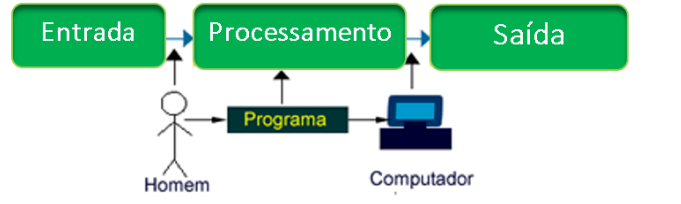 Entrada
Processamento
Saída
Programa
Homem
Computador